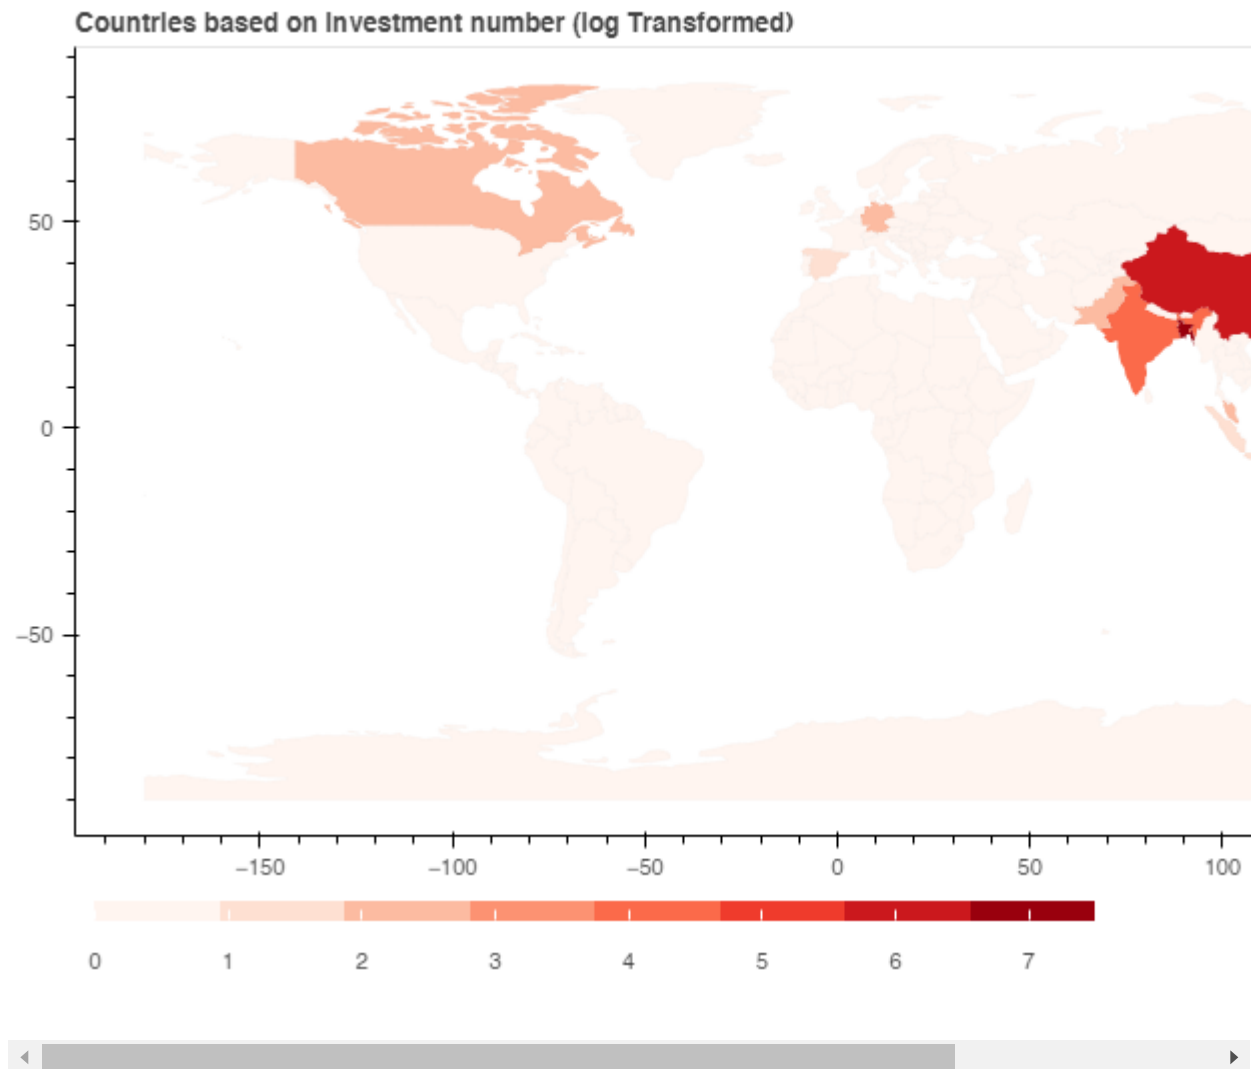 Countries based on Investment number (log Transformed)
50
0
−50
−150 −100 −50 0 50 100
0 1 2 3 4 5 6 7